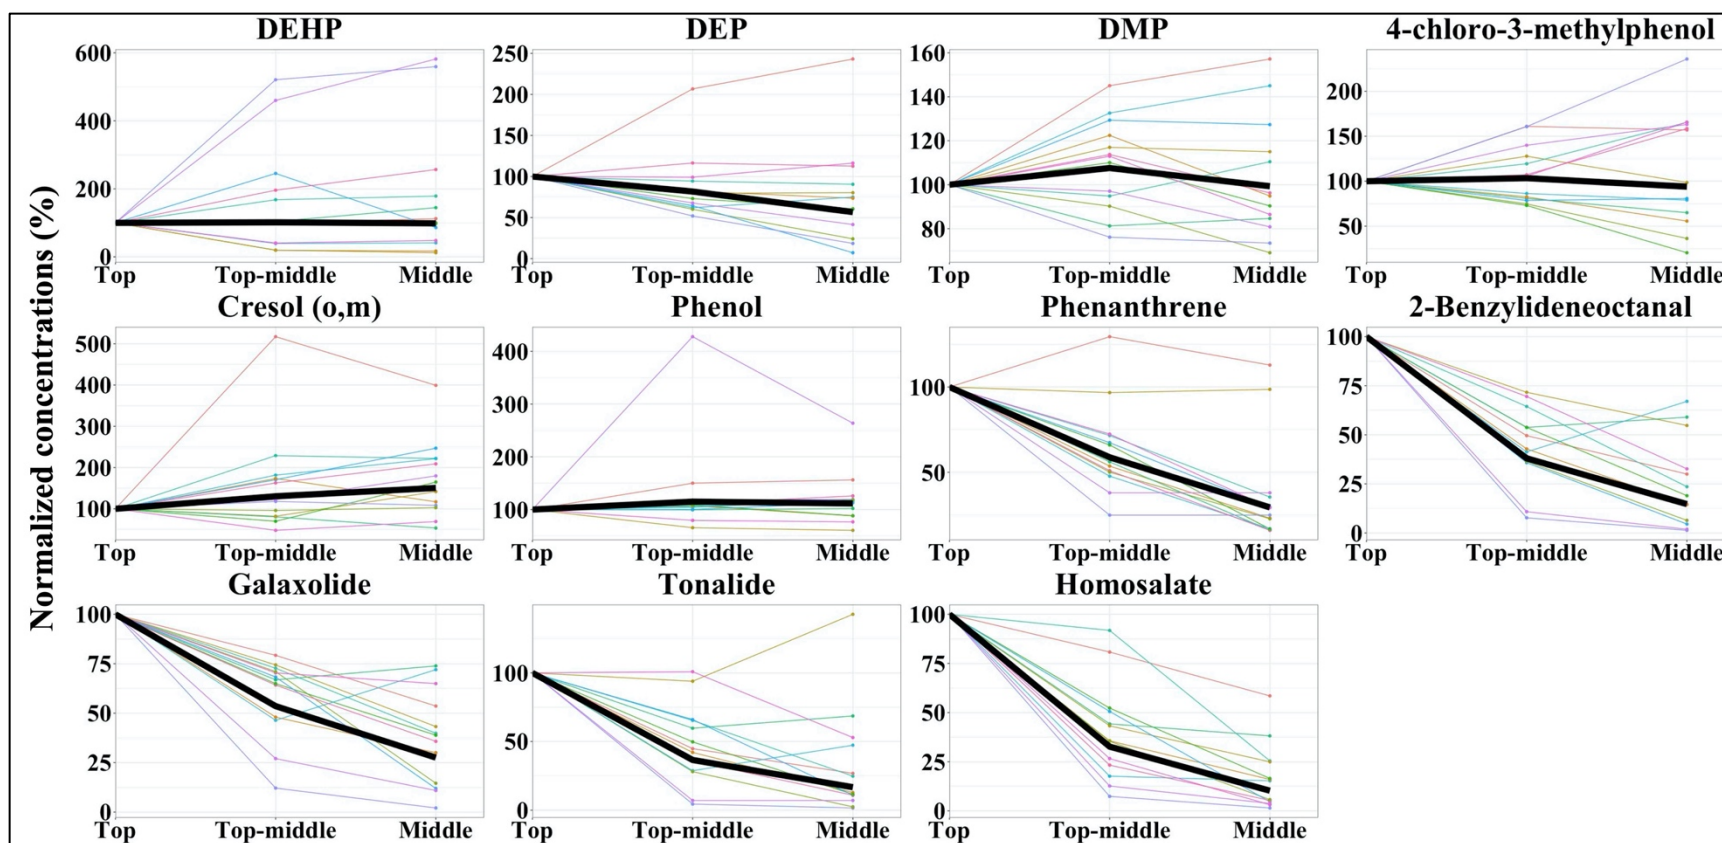 DEHP
DEP
DMP
4-chloro-3-methylphenol
Normalized concentrations (%)
600
400
200
0
Top Top-middle Middle
250
200
150
100
50
0
Top Top-middle Middle
160
140
120
100
80
Top Top-middle Middle
200
150
100
50
Top Top-middle Middle
Cresol (o,m)
Phenol
Phenanthrene
2-Benzylideneoctanal
500
400
300
200
100
Top Top-middle Middle
400
300
200
100
Top Top-middle Middle
100
50
Top Top-middle Middle
100
75
50
25
0
Top Top-middle Middle
Galaxolide
Tonalide
Homosalate
100
75
50
25
0
Top Top-middle Middle
100
50
0
Top Top-middle Middle
100
75
50
25
0
Top Top-middle Middle